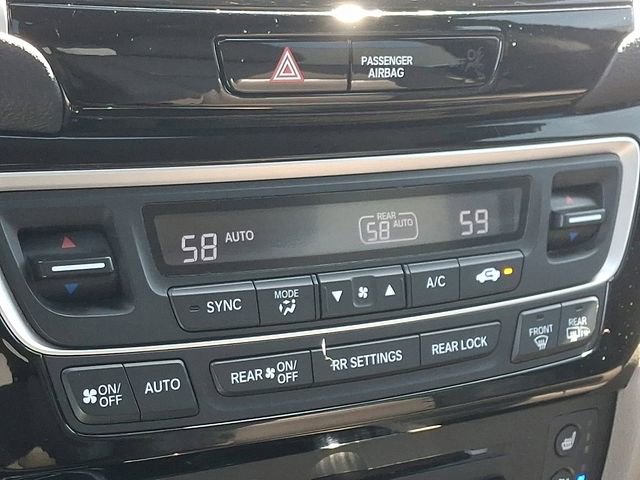 PASSENGER
AIRBAG
58 AUTO
REAR
58 AUTO
59
SYNC
MODE
A/C
ON/
OFF
AUTO
REAR ON/
OFF
RR SETTINGS
REAR LOCK
FRONT
REAR